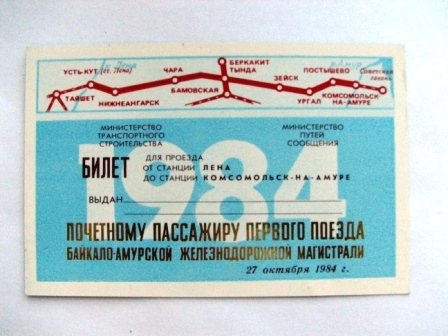 БЕРКАКИТ
р. Лена
р. Амур
УСТЬ-КУТ (ст. Лена)
ЧАРА
ТЫНДА
ПОСТЫШЕВО
Советская гавань
ЗЕЙСК
ТАЙШЕТ
НИЖНЕАНГАРСК
БАМОВСКАЯ
УРГАЛ
КОМСОМОЛЬСК-
НА-АМУРЕ
МИНИСТЕРСТВО
ТРАНСПОРТНОГО
СТРОИТЕЛЬСТВА
МИНИСТЕРСТВО
ПУТЕЙ
СООБЩЕНИЯ
1984
БИЛЕТ
ДЛЯ ПРОЕЗДА
ОТ СТАНЦИИ ЛЕНА
ДО СТАНЦИИ КОМСОМОЛЬСК-НА-АМУРЕ
ВЫДАН
ПОЧЕТНОМУ ПАССАЖИРУ ПЕРВОГО ПОЕЗДА
БАЙКАЛО-АМУРСКОЙ ЖЕЛЕЗНОДОРОЖНОЙ МАГИСТРАЛИ
27 октября 1984 г.